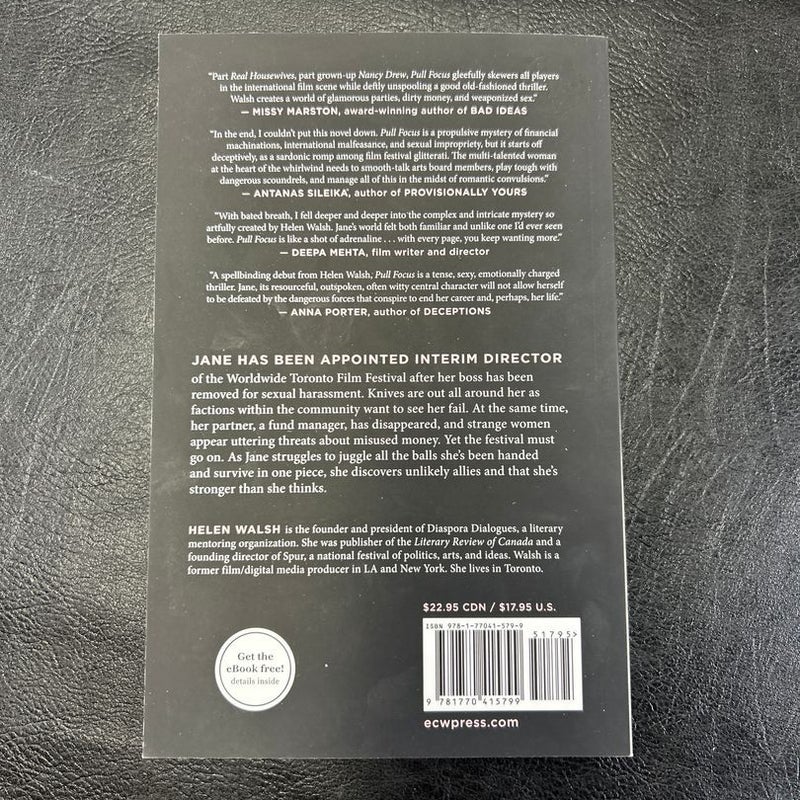 “Part Real Housewives, part grown-up Nancy Drew, Pull Focus gleefully skewers all players
in the international film scene while deftly unspooling a good old-fashioned thriller.
Walsh creates a world of glamorous parties, dirty money, and weaponized sex.”
— MISSY MARSTON, award-winning author of BAD IDEAS
“In the end, I couldn’t put this novel down. Pull Focus is a propulsive mystery of financial
machinations, international malfeasance, and sexual impropriety, but it starts off
deceptively, as a sardonic romp among film festival glitterati. The multi-talented woman
at the heart of the whirlwind needs to smooth-talk arts board members, play tough with
dangerous scoundrels, and manage all of this in the midst of romantic convulsions.”
— ANTANAS SILEIKA, author of PROVISIONALLY YOURS
“With bated breath, I fell deeper and deeper into the complex and intricate mystery so
artfully created by Helen Walsh. Jane’s world felt both familiar and unlike one I’d ever seen
before. Pull Focus is like a shot of adrenaline . . . with every page, you keep wanting more.”
— DEEPA MEHTA, film writer and director
“A spellbinding debut from Helen Walsh, Pull Focus is a tense, sexy, emotionally charged
thriller. Jane, its resourceful, outspoken, often witty central character will not allow herself
to be defeated by the dangerous forces that conspire to end her career and, perhaps, her life.”
— ANNA PORTER, author of DECEPTIONS
JANE HAS BEEN APPOINTED INTERIM DIRECTOR
of the Worldwide Toronto Film Festival after her boss has been
removed for sexual harassment. Knives are out all around her as
factions within the community want to see her fail. At the same time,
her partner, a fund manager, has disappeared, and strange women
appear uttering threats about misused money. Yet the festival must
go on. As Jane struggles to juggle all the balls she’s been handed
and survive in one piece, she discovers unlikely allies and that she’s
stronger than she thinks.
HELEN WALSH is the founder and president of Diaspora Dialogues, a literary
mentoring organization. She was publisher of the Literary Review of Canada and a
founding director of Spur, a national festival of politics, arts, and ideas. Walsh is a
former film/digital media producer in LA and New York. She lives in Toronto.
$22.95 CDN / $17.95 U.S.
ISBN 978-1-77041-579-9
51795>
9 781770 415799
ecwpress.com
Get the
eBook free!
details inside